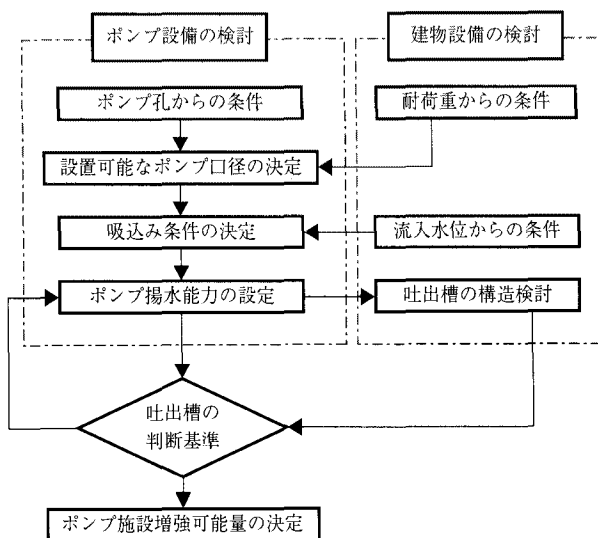 ポンプ設備の検討
建物設備の検討
ポンプ孔からの条件
耐荷重からの条件
設置可能なポンプ口径の決定
吸込み条件の決定
流入水位からの条件
ポンプ揚水能力の設定
吐出槽の構造検討
吐出槽の
判断基準
ポンプ施設増強可能量の決定